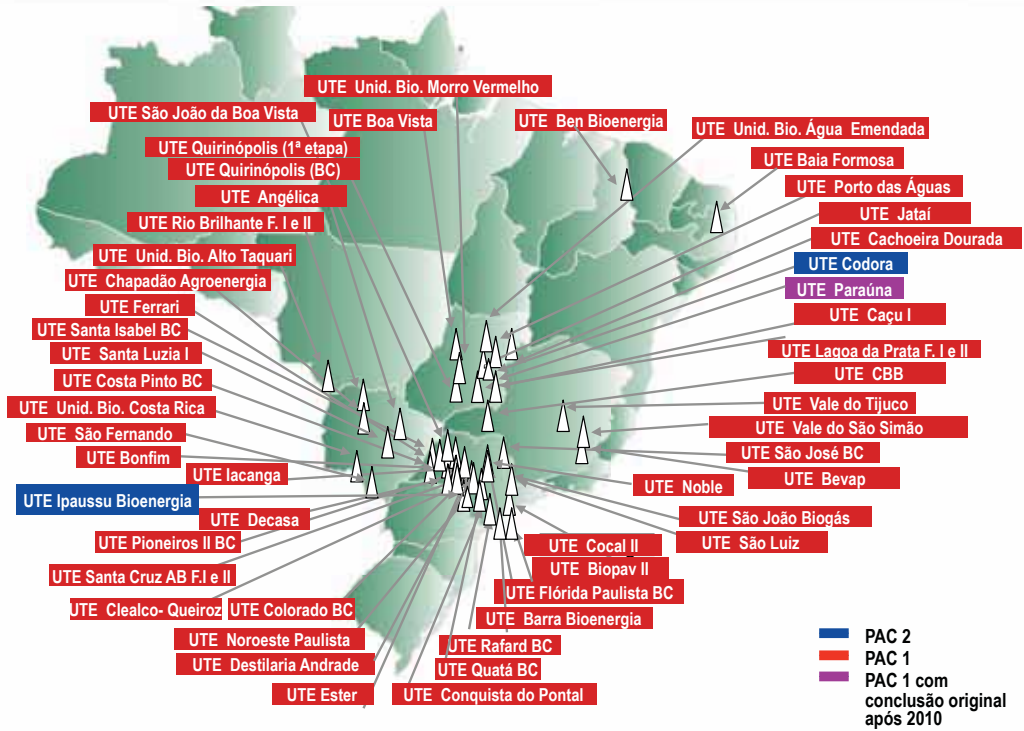 UTE Unid. Bio. Morro Vermelho
UTE São João da Boa Vista
UTE Boa Vista
UTE Ben Bioenergia
UTE Unid. Bio. Água Emendada
UTE Quirinópolis (1ª etapa)
UTE Baia Formosa
UTE Quirinópolis (BC)
UTE Porto das Águas
UTE Angélica
UTE Jataí
UTE Rio Brilhante F. I e II
UTE Cachoeira Dourada
UTE Unid. Bio. Alto Taquari
UTE Codora
UTE Chapadão Agroenergia
UTE Paraúna
UTE Ferrari
UTE Caçu I
UTE Santa Isabel BC
UTE Santa Luzia I
UTE Lagoa da Prata F. I e II
UTE Costa Pinto BC
UTE CBB
UTE Unid. Bio. Costa Rica
UTE Vale do Tijuco
UTE São Fernando
UTE Vale do São Simão
UTE Bonfim
UTE São José BC
UTE Iacanga
UTE Bevap
UTE Noble
UTE Ipaussu Bioenergia
UTE Decasa
UTE São João Biogás
UTE Pioneiros II BC
UTE São Luiz
UTE Cocal II
UTE Santa Cruz AB F.I e II
UTE Biopav II
UTE Flórida Paulista BC
UTE Clealco- Queiroz
UTE Colorado BC
UTE Barra Bioenergia
UTE Noroeste Paulista
UTE Rafard BC
UTE Destilaria Andrade
UTE Quatá BC
UTE Ester
UTE Conquista do Pontal
PAC 2
PAC 1
PAC 1 com
conclusão original
após 2010